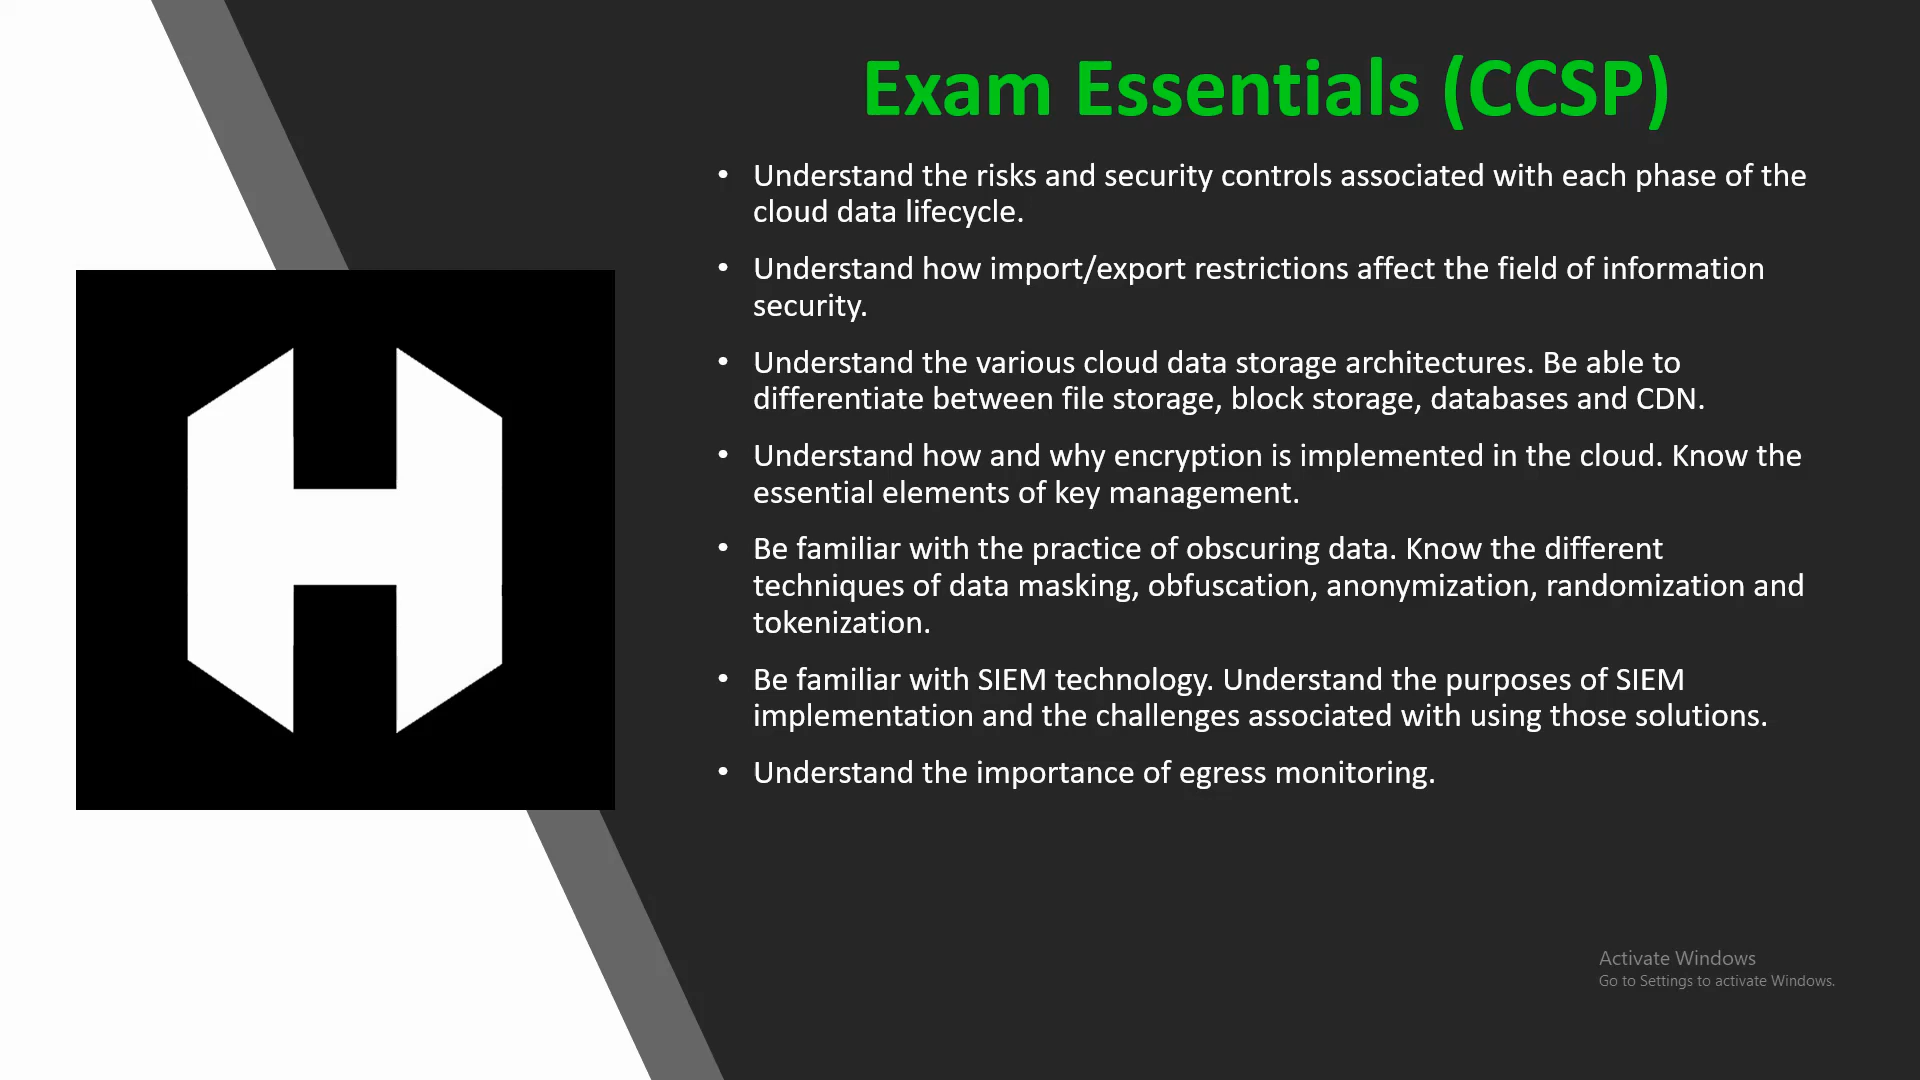 Exam Essentials (CCSP)
• Understand the risks and security controls associated with each phase of the
cloud data lifecycle.
• Understand how import/export restrictions affect the field of information
security.
• Understand the various cloud data storage architectures. Be able to
differentiate between file storage, block storage, databases and CDN.
• Understand how and why encryption is implemented in the cloud. Know the
essential elements of key management.
• Be familiar with the practice of obscuring data. Know the different
techniques of data masking, obfuscation, anonymization, randomization and
tokenization.
• Be familiar with SIEM technology. Understand the purposes of SIEM
implementation and the challenges associated with using those solutions.
• Understand the importance of egress monitoring.
H
Activate Windows
Go to Settings to activate Windows.